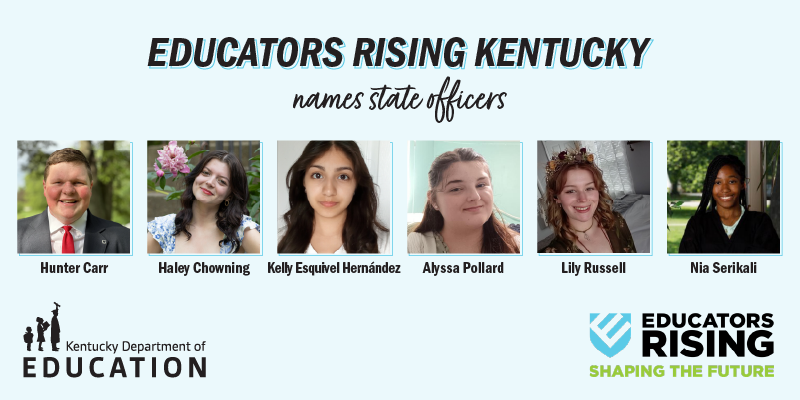 EDUCATORS RISING KENTUCKY
names state officers
Hunter Carr
Haley Chowning
Kelly Esquivel Hernández
Alyssa Pollard
Lily Russell
Nia Serikali
Kentucky Department of
EDUCATION
EDUCATORS
RISING
SHAPING THE FUTURE